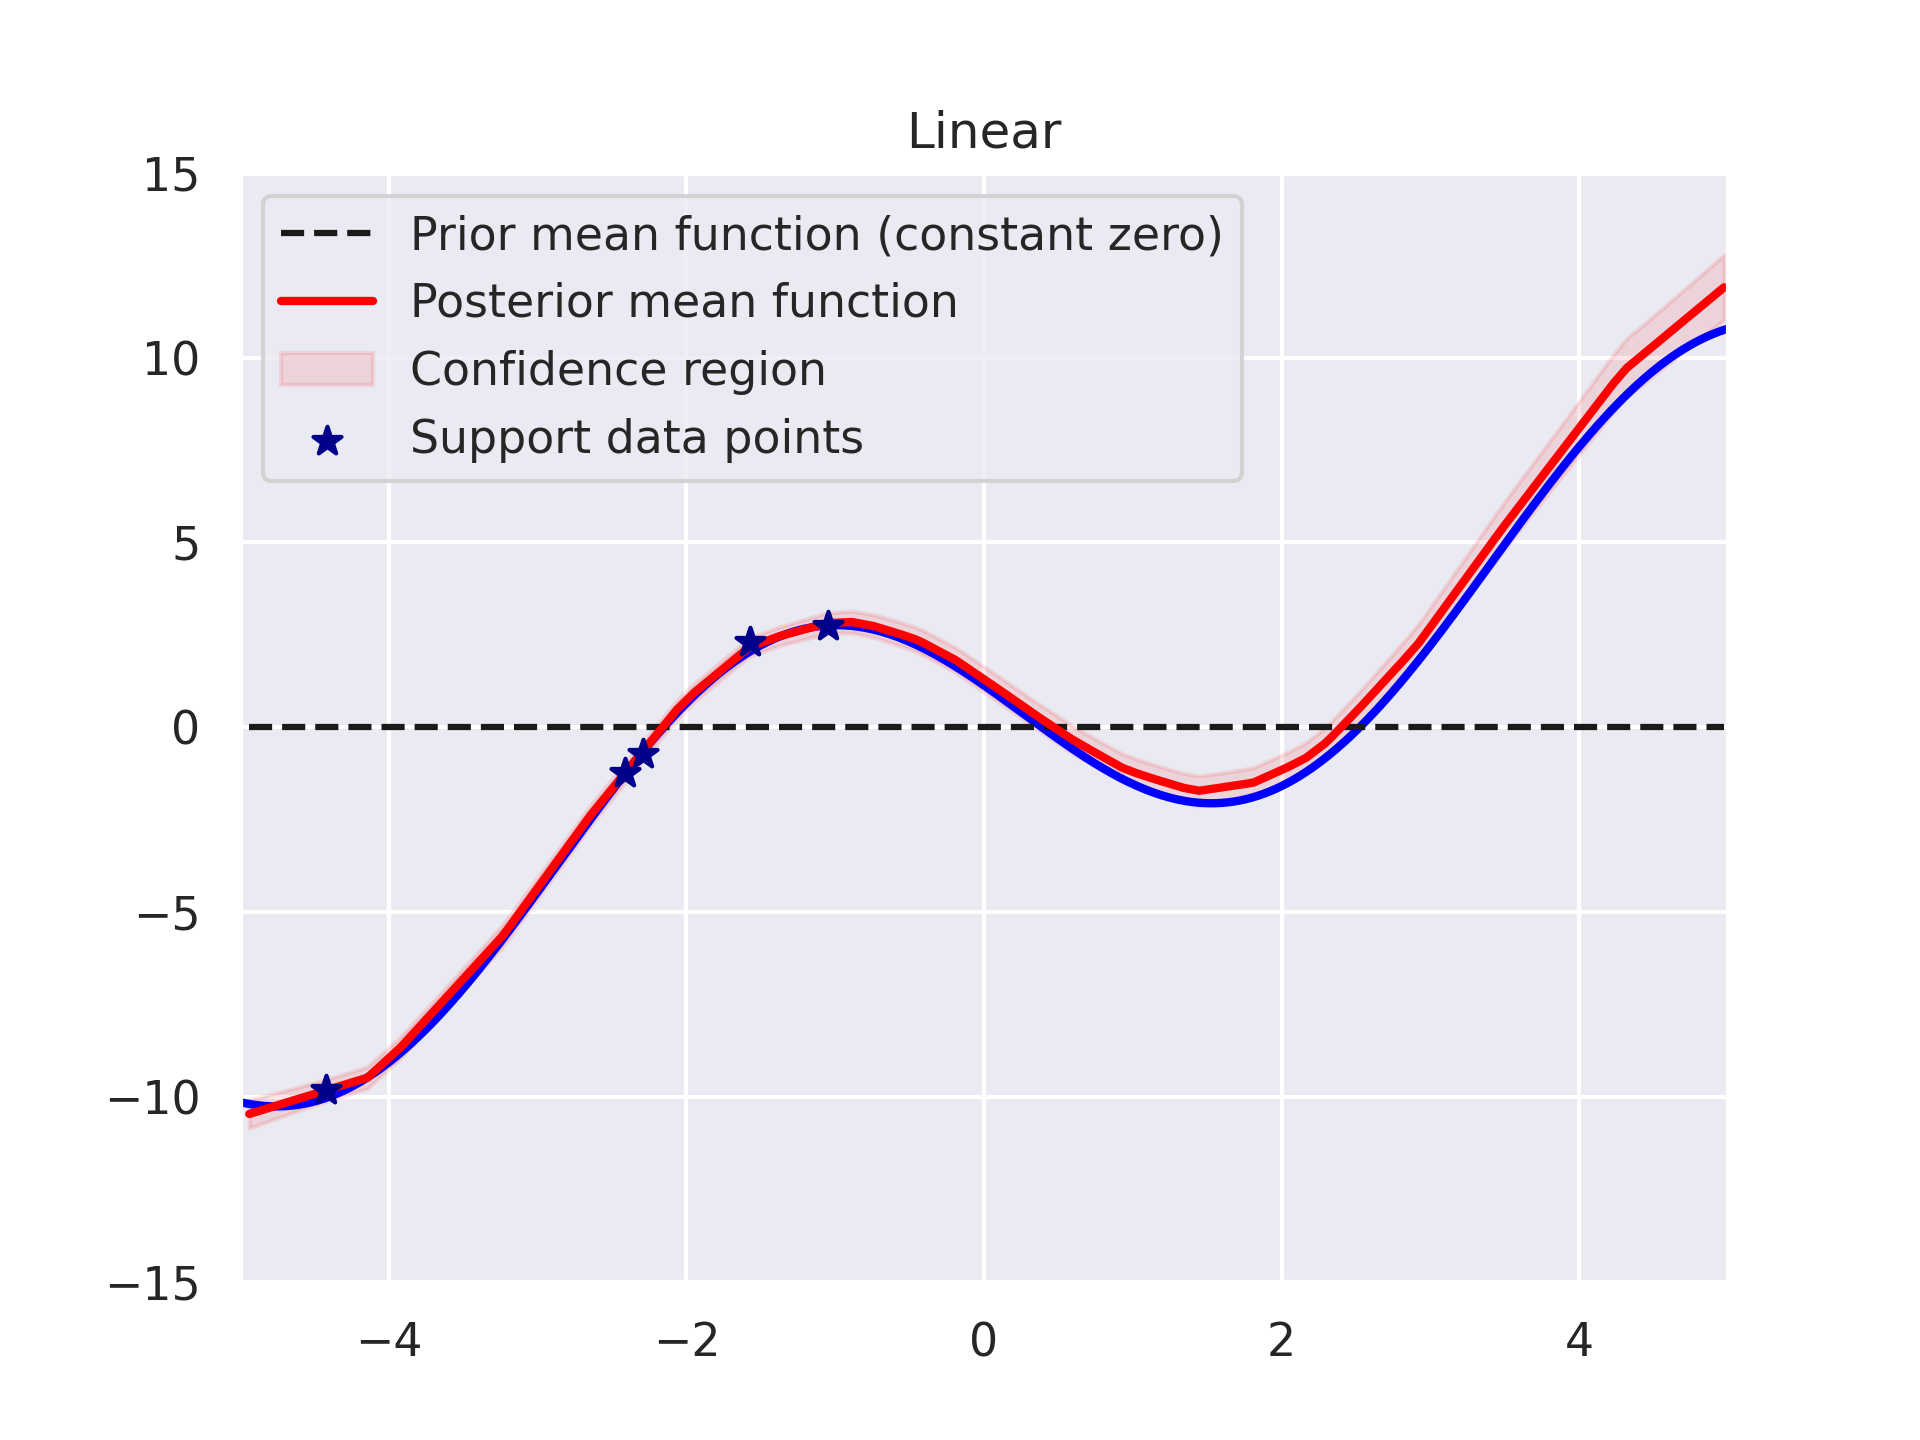 Linear
15
10
5
0
−5
−10
−15
Prior mean function (constant zero)
Posterior mean function
Confidence region
Support data points
−4
−2
0
2
4